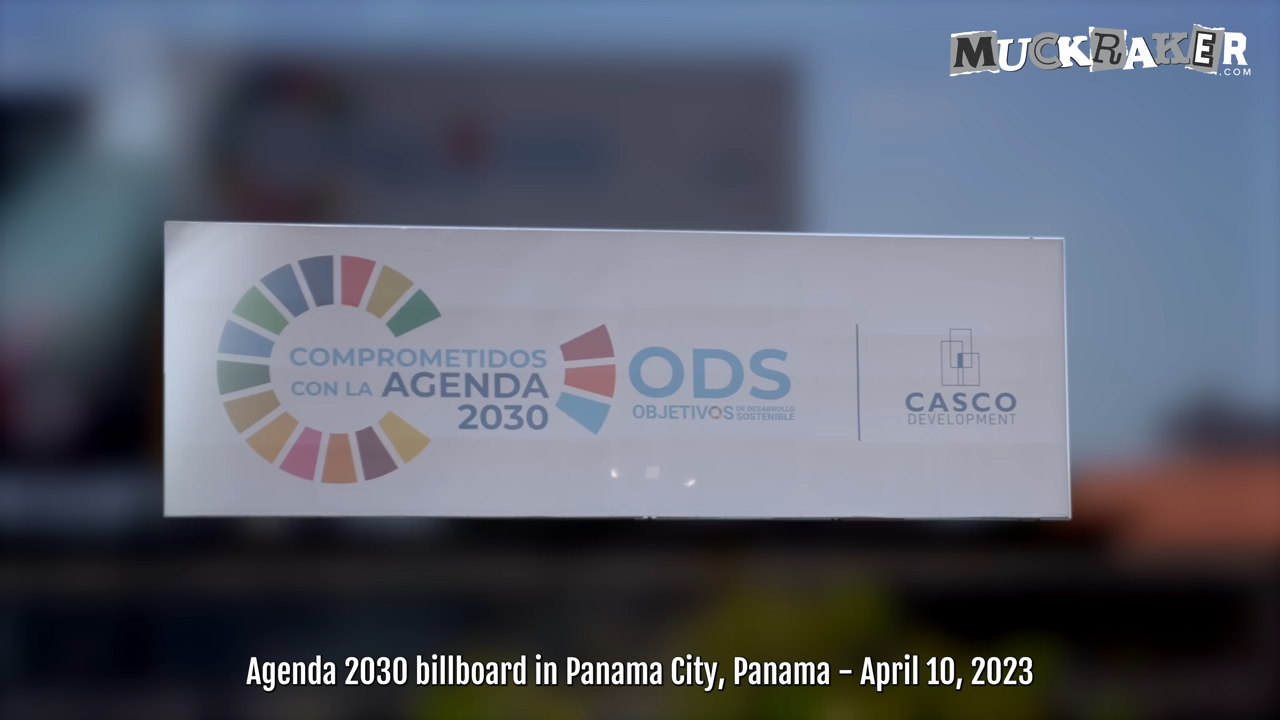 MUCKRAKER
.COM
COMPROMETIDOS
CON LA AGENDA
2030
ODS
OBJETIVOS DE DESARROLLO
SOSTENIBLE
CASCO
DEVELOPMENT
Agenda 2030 billboard in Panama City, Panama - April 10, 2023